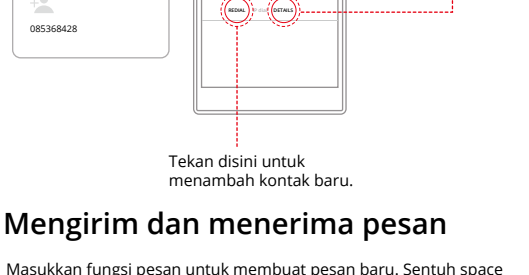 085368428
REDIAL
DETAILS
Tekan disini untuk
menambah kontak baru.
Mengirim dan menerima pesan
Masukkan fungsi pesan untuk membuat pesan baru. Sentuh space